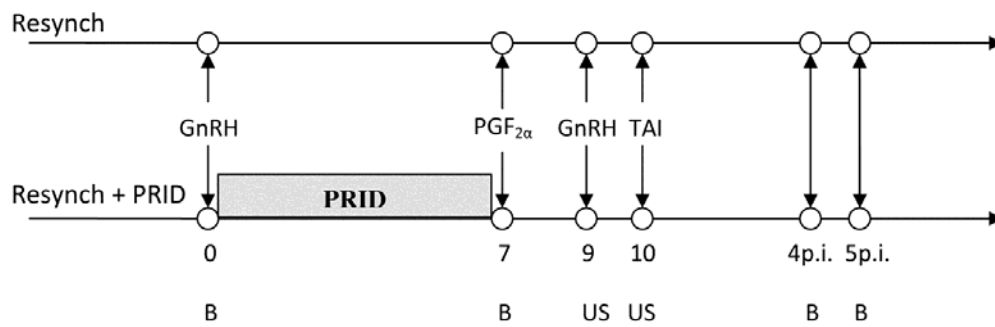 Resynch
GnRH PGF2α GnRH TAI
Resynch + PRID
PRID
0 7 9 10 4p.i. 5p.i.
B B US US B B